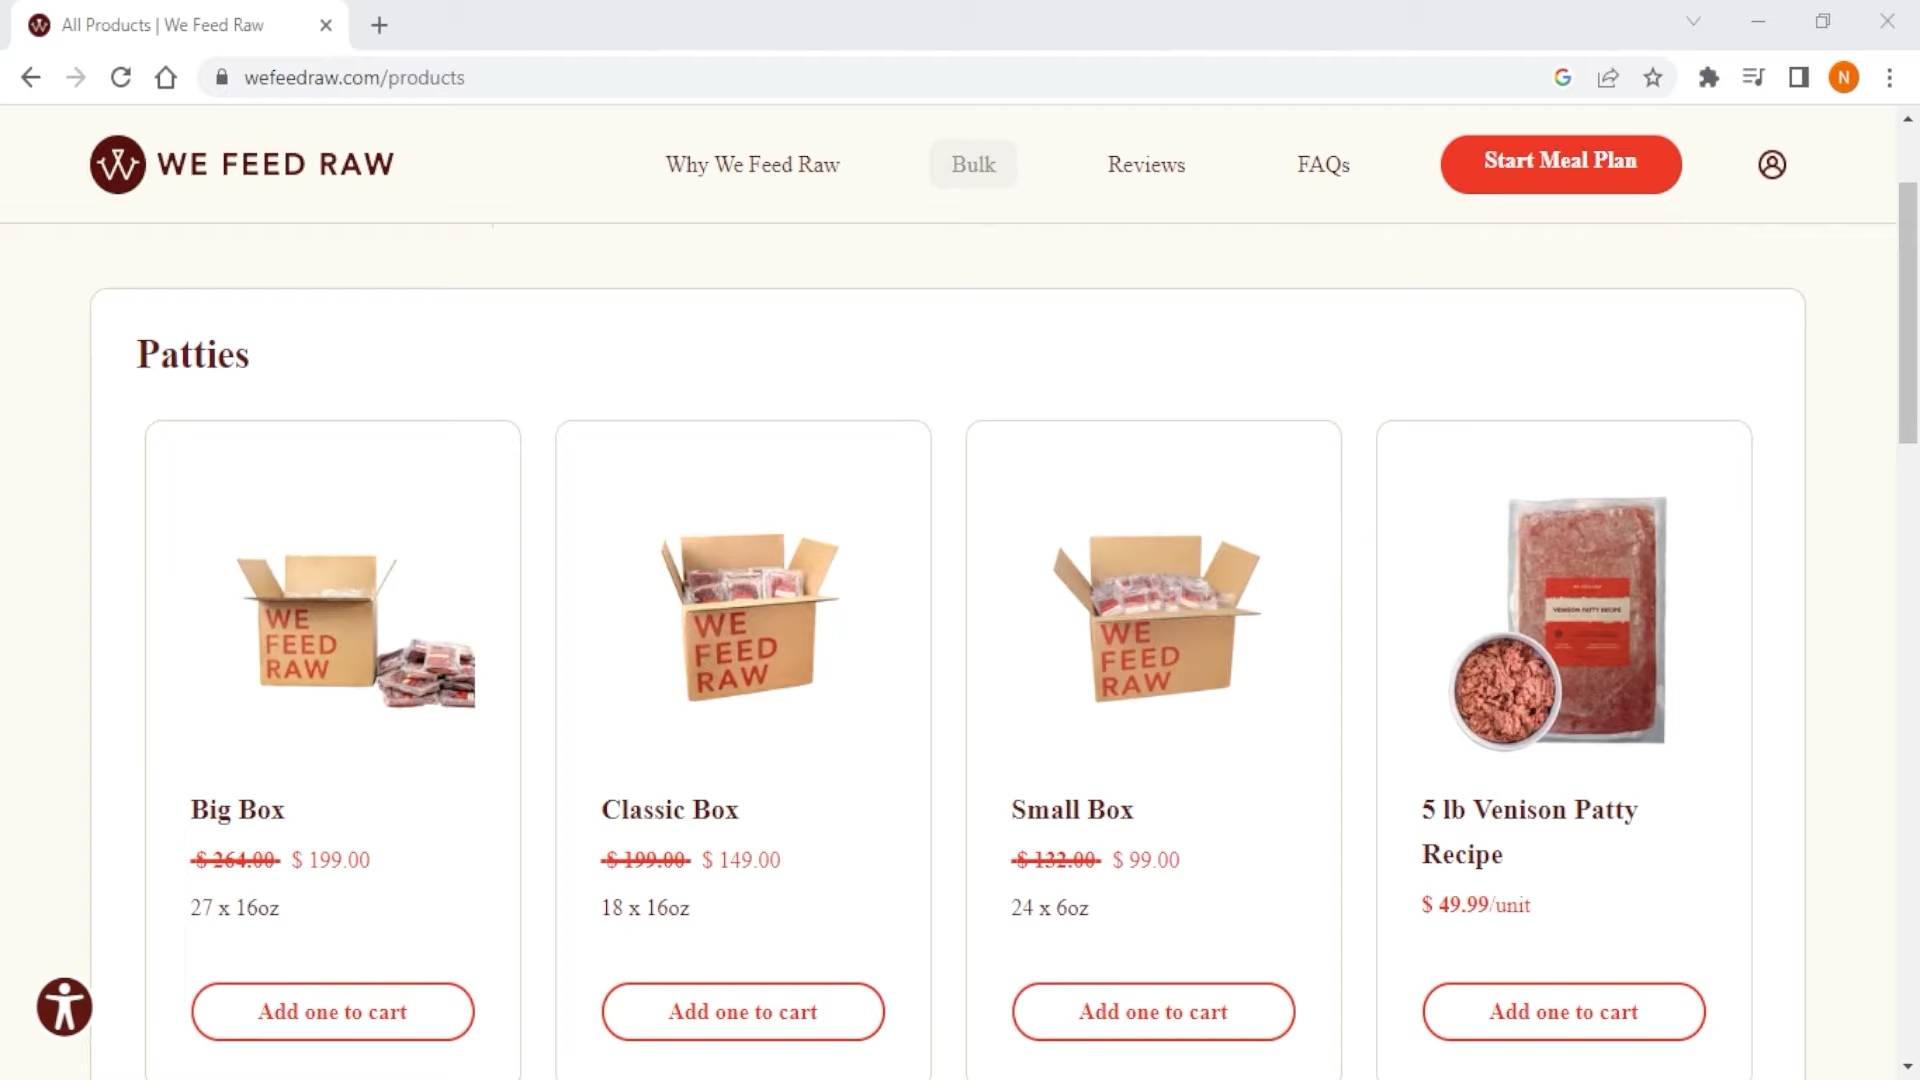 All Products | We Feed Raw
wefeedraw.com/products
N
WE FEED RAW
Why We Feed Raw
Bulk
Reviews
FAQs
Start Meal Plan
Patties
WE
FEED
RAW
WE
FEED
RAW
WE
FEED
RAW
VENISON PATTY RECIPE
Big Box
$ 264.00 $ 199.00
27 x 16oz
Add one to cart
Classic Box
$ 199.00 $ 149.00
18 x 16oz
Add one to cart
Small Box
$ 132.00 $ 99.00
24 x 6oz
Add one to cart
5 lb Venison Patty
Recipe
$ 49.99/unit
Add one to cart